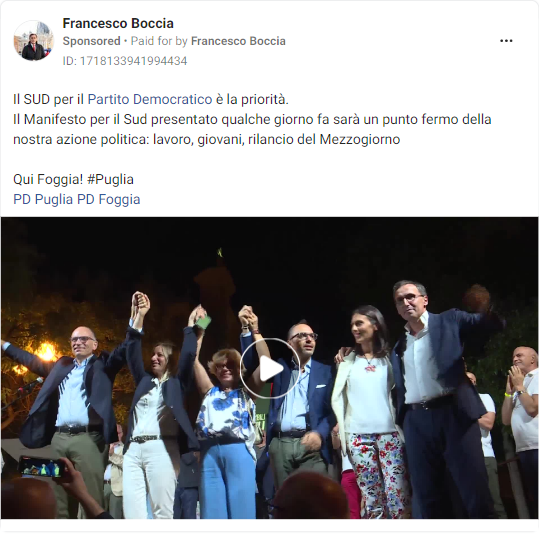 Francesco Boccia
Sponsored • Paid for by Francesco Boccia
ID: 1718133941994434
Il SUD per il Partito Democratico è la priorità.
Il Manifesto per il Sud presentato qualche giorno fa sarà un punto fermo della
nostra azione politica: lavoro, giovani, rilancio del Mezzogiorno
Qui Foggia! #Puglia
PD Puglia PD Foggia